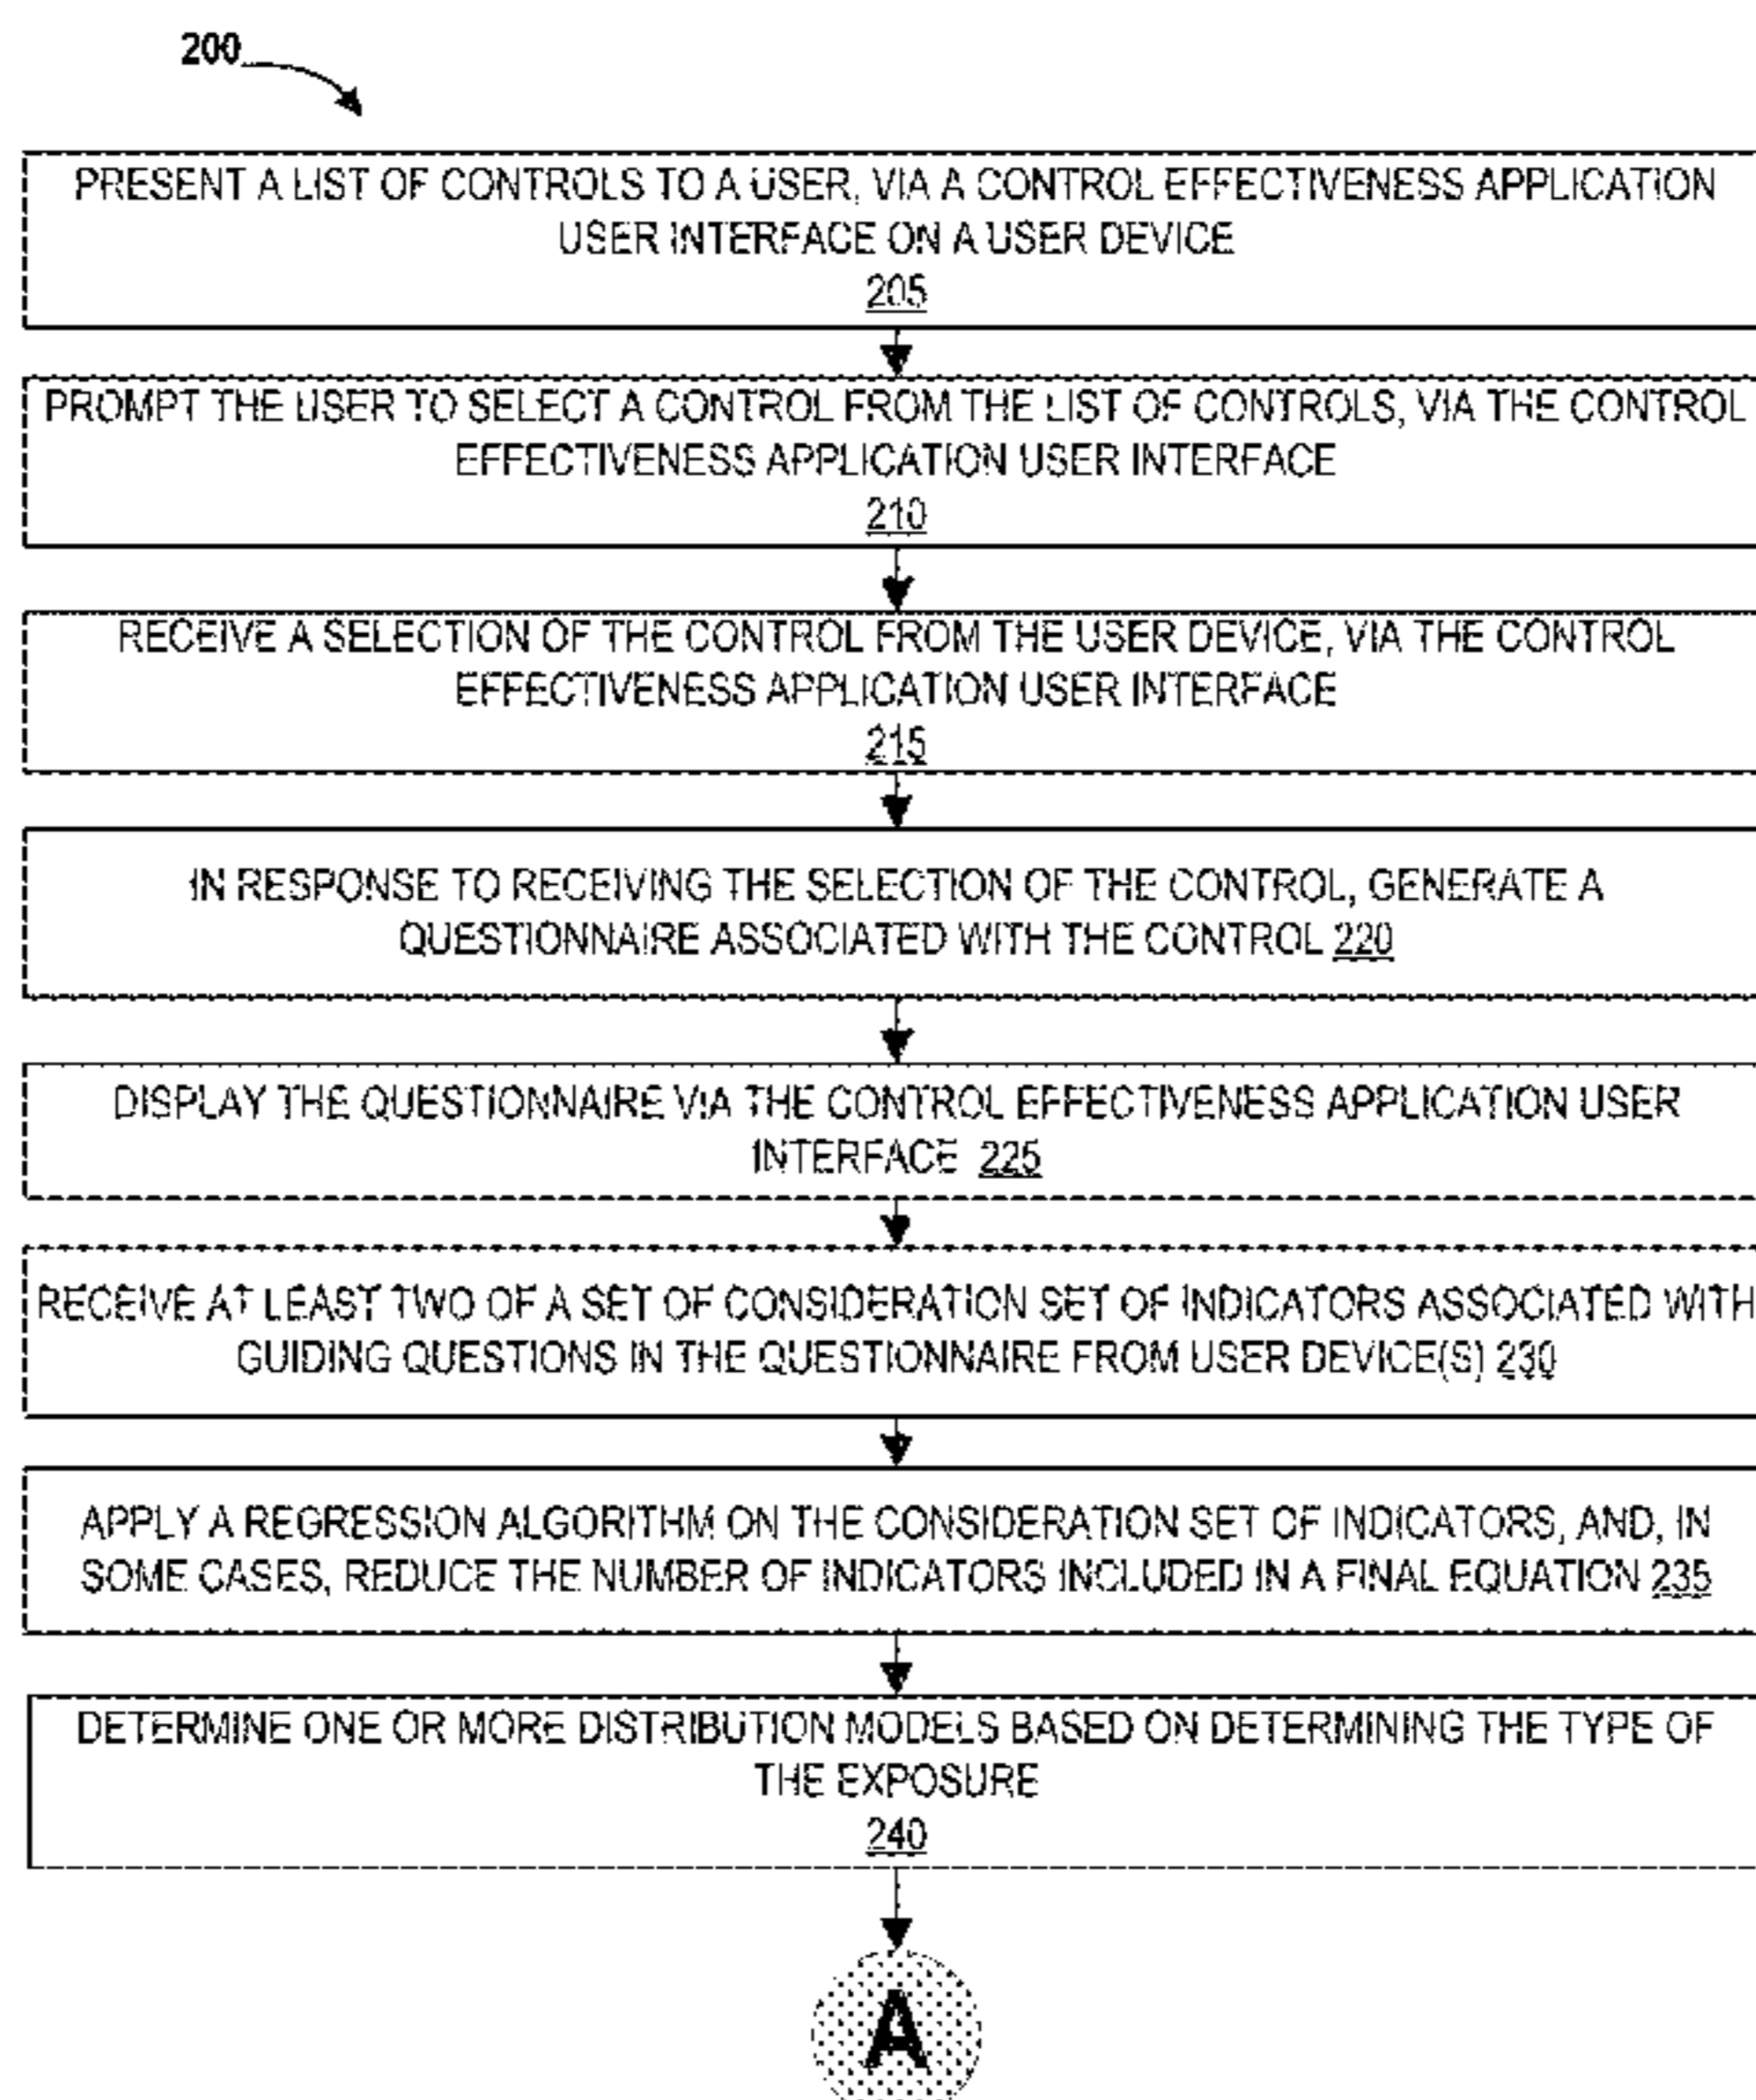 200
PRESENT A LIST OF CONTROLS TO A USER, VIA A CONTROL EFFECTIVENESS APPLICATION
USER INTERFACE ON A USER DEVICE
205
PROMPT THE USER TO SELECT A CONTROL FROM THE LIST OF CONTROLS, VIA THE CONTROL
EFFECTIVENESS APPLICATION USER INTERFACE
210
RECEIVE A SELECTION OF THE CONTROL FROM THE USER DEVICE, VIA THE CONTROL
EFFECTIVENESS APPLICATION USER INTERFACE
215
IN RESPONSE TO RECEIVING THE SELECTION OF THE CONTROL, GENERATE A
QUESTIONNAIRE ASSOCIATED WITH THE CONTROL 220
DISPLAY THE QUESTIONNAIRE VIA THE CONTROL EFFECTIVENESS APPLICATION USER
INTERFACE 225
RECEIVE AT LEAST TWO OF A SET OF CONSIDERATION SET OF INDICATORS ASSOCIATED WITH
GUIDING QUESTIONS IN THE QUESTIONNAIRE FROM USER DEVICE(S) 230
APPLY A REGRESSION ALGORITHM ON THE CONSIDERATION SET OF INDICATORS, AND, IN
SOME CASES, REDUCE THE NUMBER OF INDICATORS INCLUDED IN A FINAL EQUATION 235
DETERMINE ONE OR MORE DISTRIBUTION MODELS BASED ON DETERMINING THE TYPE OF
THE EXPOSURE
240
A